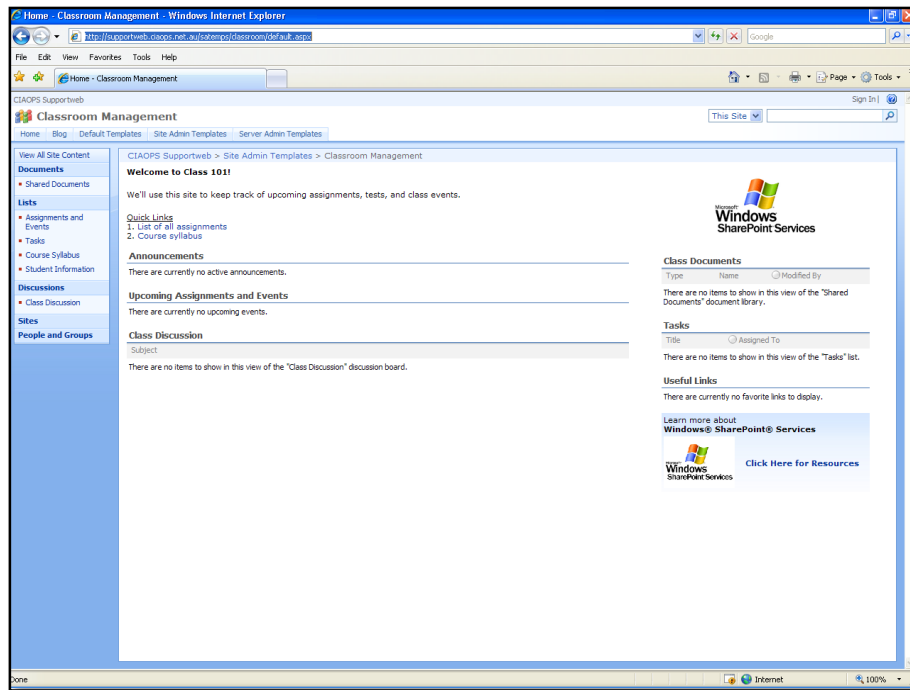 Home - Classroom Management - Windows Internet Explorer
http://supportweb.ciaops.net.au/satemps/classroom/default.aspx
Google
File Edit View Favorites Tools Help
Home - Classroom Management
Page Tools
CIAOPS Supportweb
Sign In |
Classroom Management
This Site
Home Blog Default Templates Site Admin Templates Server Admin Templates
View All Site Content
Documents
Shared Documents
Lists
Assignments and
Events
Tasks
Course Syllabus
Student Information
Discussions
Class Discussion
Sites
People and Groups
CIAOPS Supportweb > Site Admin Templates > Classroom Management
Welcome to Class 101!
We'll use this site to keep track of upcoming assignments, tests, and class events.
Quick Links
1. List of all assignments
2. Course syllabus
Announcements
There are currently no active announcements.
Upcoming Assignments and Events
There are currently no upcoming events.
Class Discussion
Subject
There are no items to show in this view of the "Class Discussion" discussion board.
Microsoft
Windows
SharePoint Services
Class Documents
Type Name Modified By
There are no items to show in this view of the "Shared
Documents" document library.
Tasks
Title Assigned To
There are no items to show in this view of the "Tasks" list.
Useful Links
There are currently no favorite links to display.
Learn more about
Windows® SharePoint® Services
Windows
SharePoint Services
Click Here for Resources
Done
Internet
100%